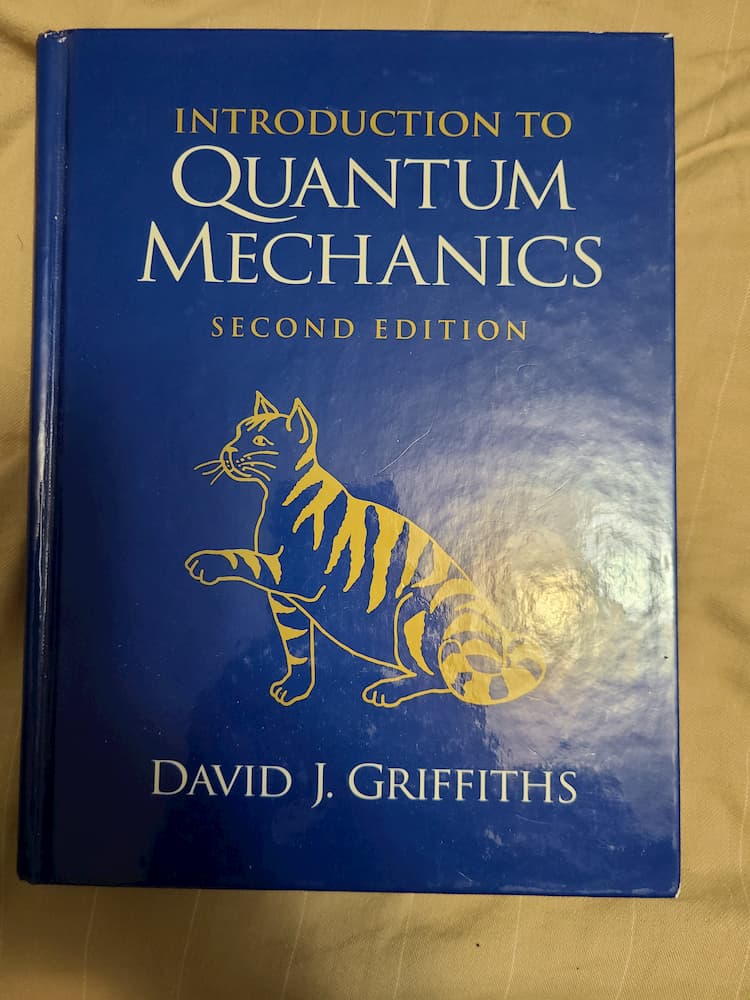 INTRODUCTION TO
QUANTUM
MECHANICS
SECOND EDITION
DAVID J. GRIFFITHS